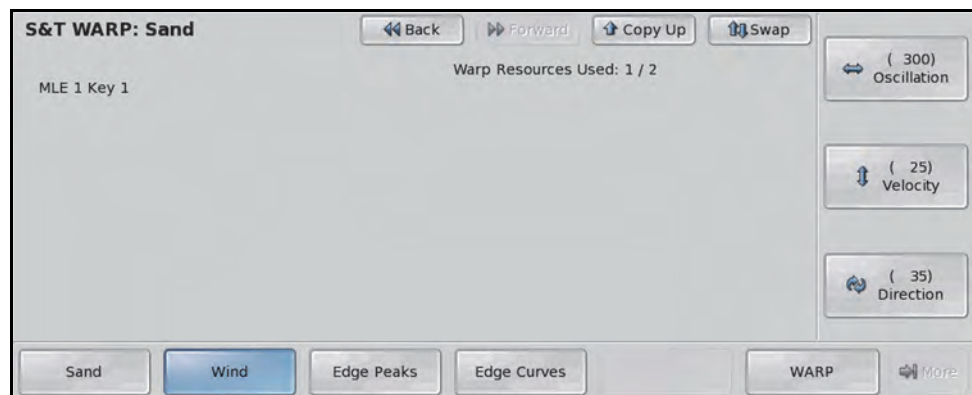 S&T WARP: Sand
Back
Forward
Copy Up
Swap
Warp Resources Used: 1 / 2
MLE 1 Key 1
( 300)
Oscillation
( 25)
Velocity
( 35)
Direction
Sand
Wind
Edge Peaks
Edge Curves
WARP
More